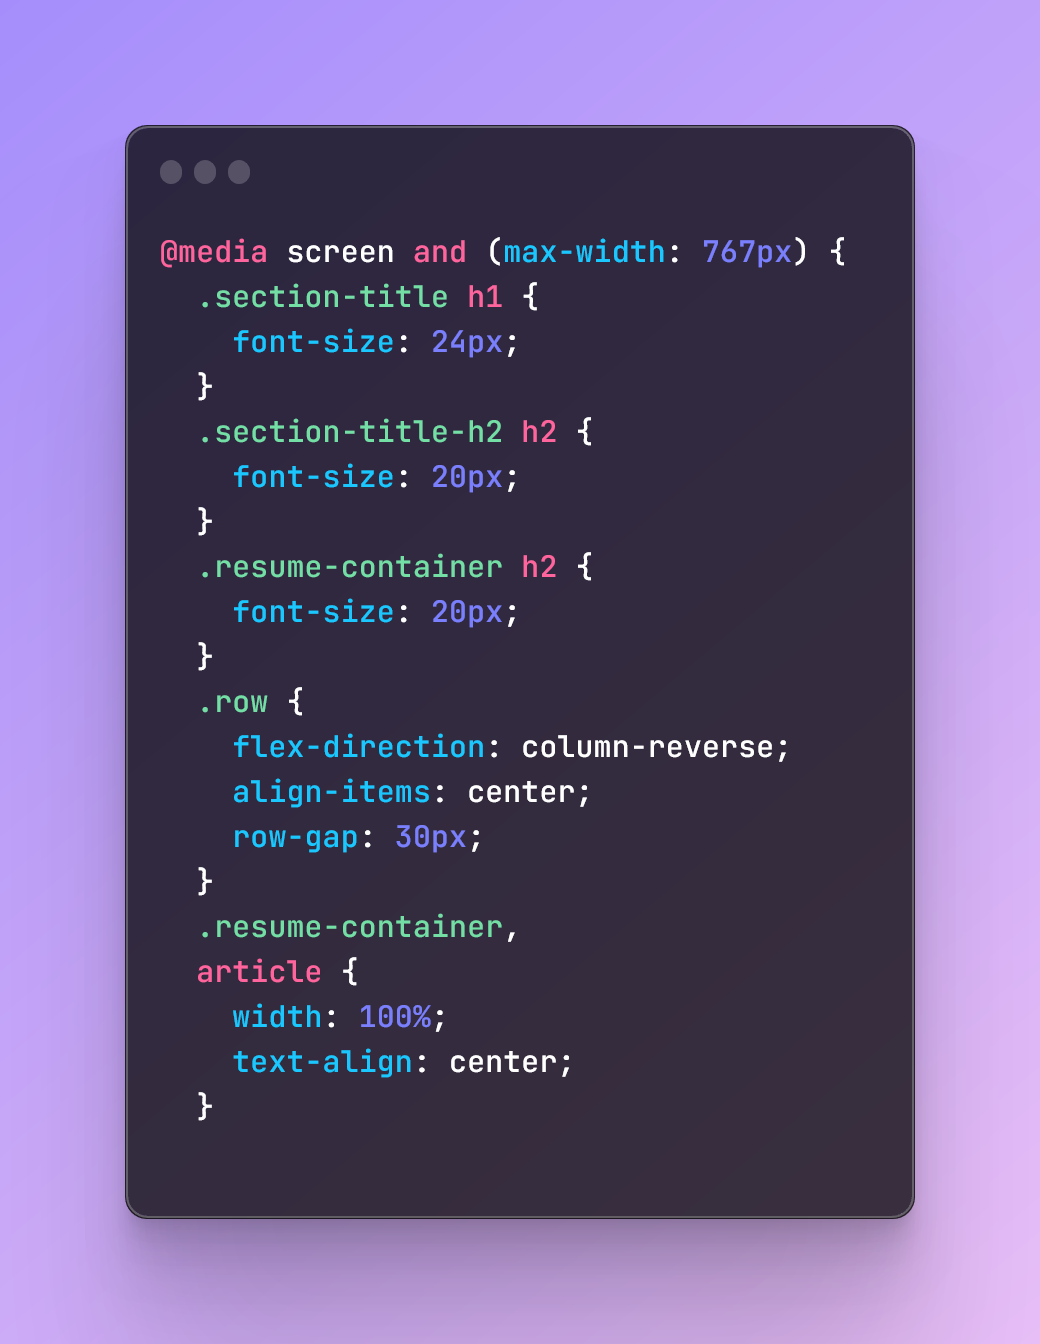 @media screen and (max-width: 767px) {
  .section-title h1 {
    font-size: 24px;
  }
  .section-title-h2 h2 {
    font-size: 20px;
  }
  .resume-container h2 {
    font-size: 20px;
  }
  .row {
    flex-direction: column-reverse;
    align-items: center;
    row-gap: 30px;
  }
  .resume-container,
  article {
    width: 100%;
    text-align: center;
  }